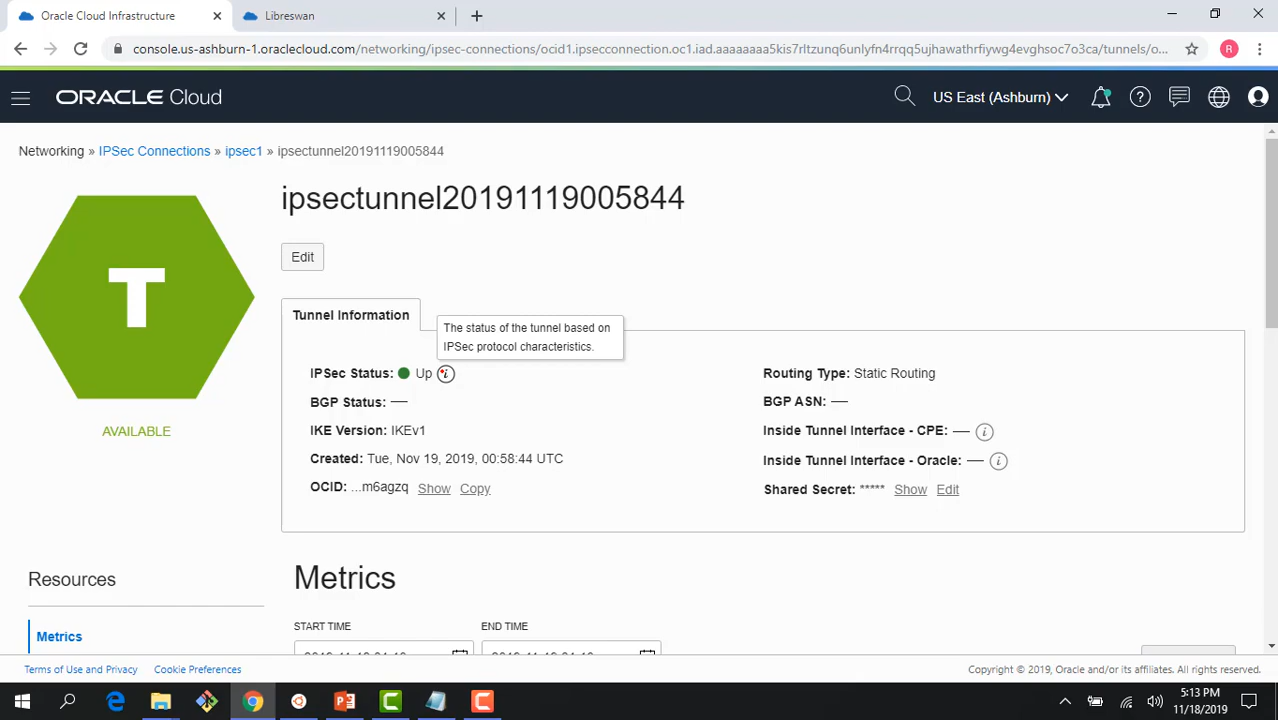 Oracle Cloud Infrastructure
Libreswan
console.us-ashburn-1.oraclecloud.com/networking/ipsec-connections/ocid1.ipsecconnection.oc1.iad.aaaaaaaa5kis7rltzunq6unlyfn4rrqq5ujhawathrfiywg4evghsoc7o3ca/tunnels/o...
R
ORACLE Cloud
US East (Ashburn)
Networking » IPSec Connections » ipsec1 » ipsectunnel20191119005844
T
AVAILABLE
ipsectunnel20191119005844
Edit
Tunnel Information
The status of the tunnel based on
IPSec protocol characteristics.
IPSec Status: Up
BGP Status: —
IKE Version: IKEv1
Created: Tue, Nov 19, 2019, 00:58:44 UTC
OCID: ...m6agzq Show Copy
Routing Type: Static Routing
BGP ASN: —
Inside Tunnel Interface - CPE: —
Inside Tunnel Interface - Oracle: —
Shared Secret: ***** Show Edit
Resources
Metrics
Metrics
START TIME
END TIME
Terms of Use and Privacy
Cookie Preferences
Copyright © 2019, Oracle and/or its affiliates. All rights reserved.
5:13 PM
11/18/2019